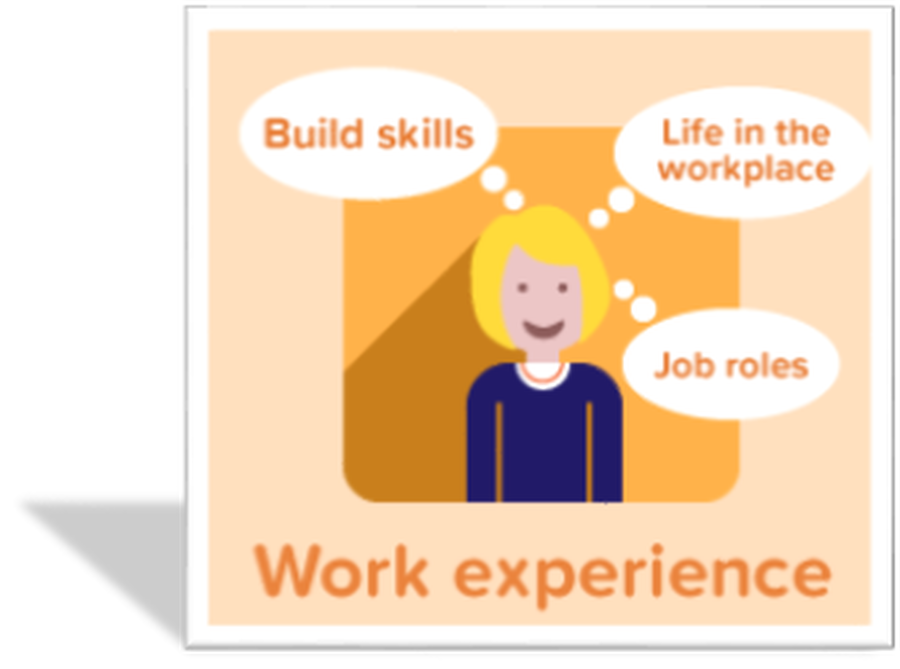 Build skills
Life in the
workplace
Job roles
Work experience